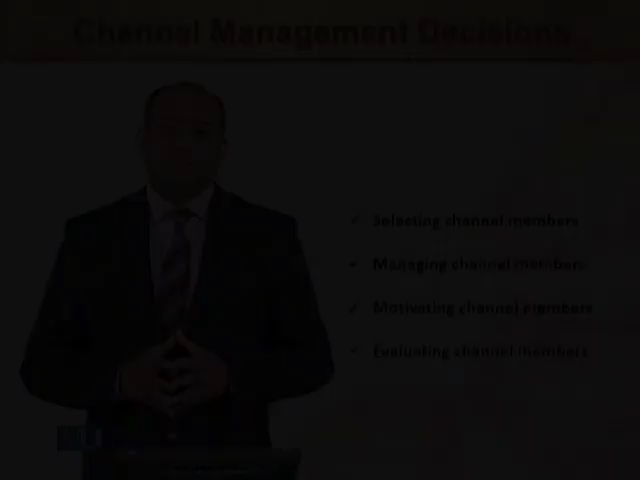 Channel Management Decisions
✓ Selecting channel members
✓ Managing channel members
✓ Motivating channel members
✓ Evaluating channel members